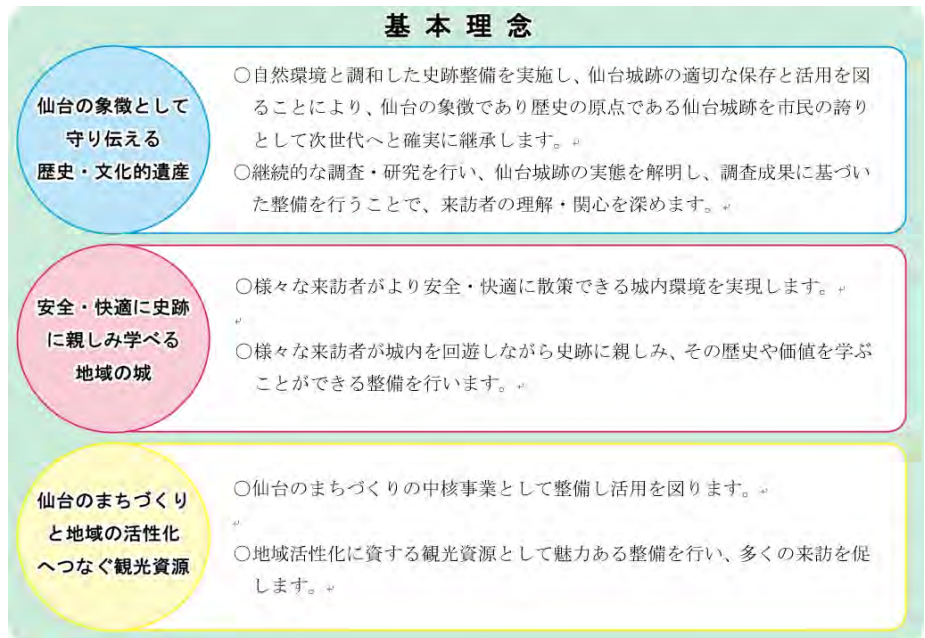 基本理念
仙台の象徴として
守り伝える
歴史・文化的遺産
○自然環境と調和した史跡整備を実施し、仙台城跡の適切な保存と活用を図
ることにより、仙台の象徴であり歴史の原点である仙台城跡を市民の誇り
として次世代へと確実に継承します。
○継続的な調査・研究を行い、仙台城跡の実態を解明し、調査成果に基づい
た整備を行うことで、来訪者の理解・関心を深めます。
安全・快適に史跡
に親しみ学べる
地域の城
○様々な来訪者がより安全・快適に散策できる城内環境を実現します。
○様々な来訪者が城内を回遊しながら史跡に親しみ、その歴史や価値を学ぶ
ことができる整備を行います。
仙台のまちづくり
と地域の活性化
へつなぐ観光資源
○仙台のまちづくりの中核事業として整備し活用を図ります。
○地域活性化に資する観光資源として魅力ある整備を行い、多くの来訪を促
します。